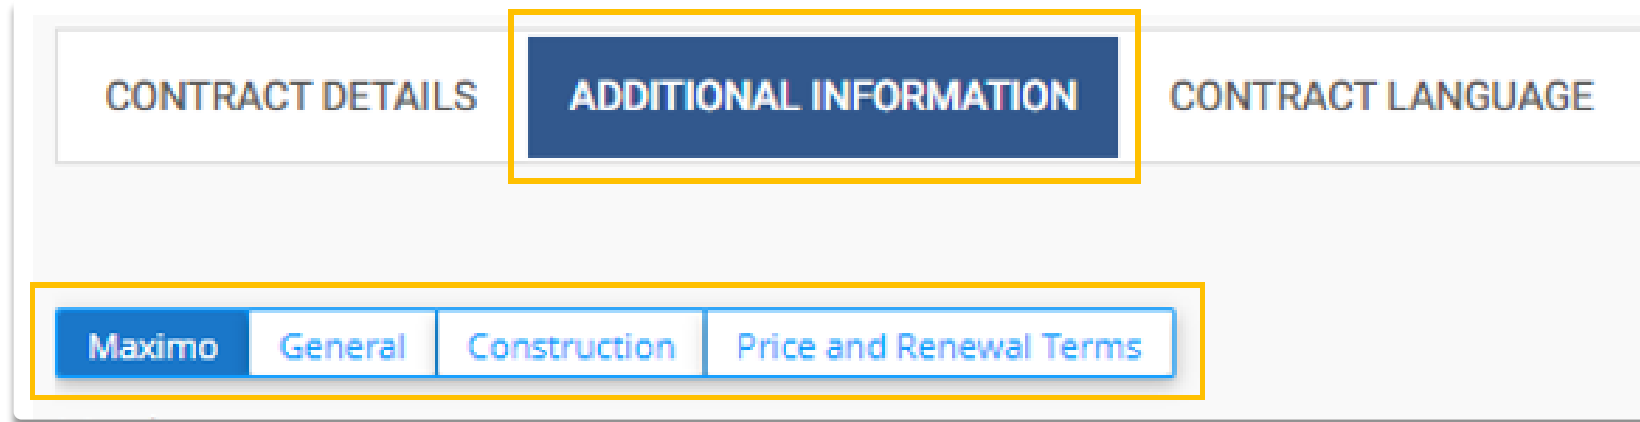 CONTRACT DETAILS ADDITIONAL INFORMATION CONTRACT LANGUAGE
Maximo General Construction Price and Renewal Terms